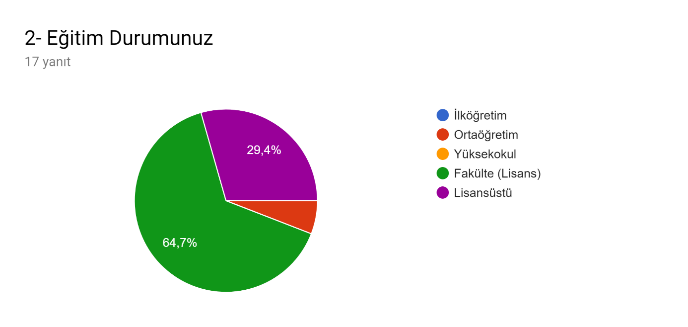 2- Eğitim Durumunuz
17 yanıt
29,4%
64,7%
İlköğretim
Ortaöğretim
Yüksekokul
Fakülte (Lisans)
Lisansüstü